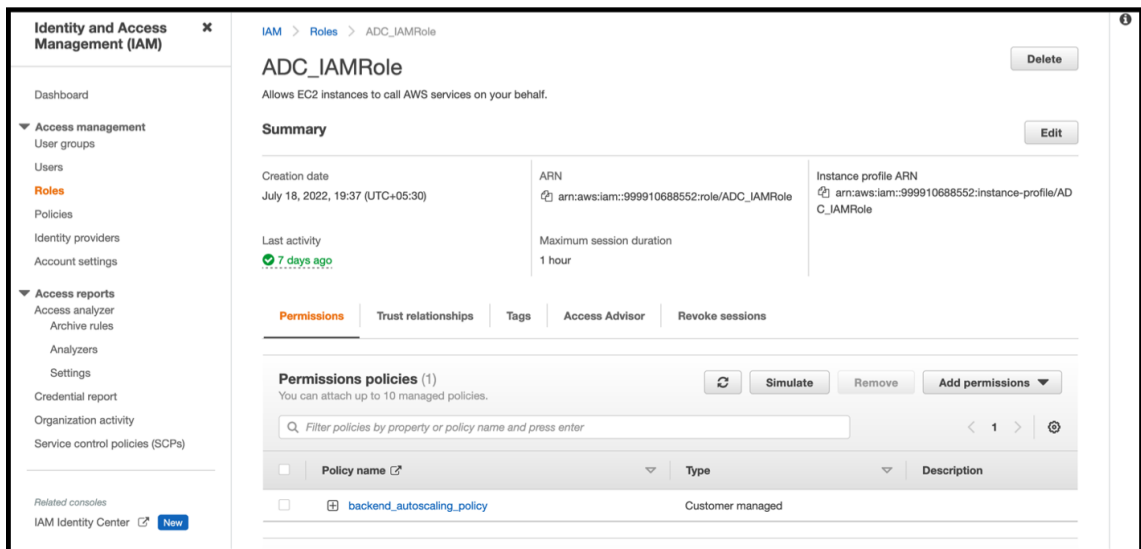 Identity and Access
Management (IAM)
Dashboard
Access management
User groups
Users
Roles
Policies
Identity providers
Account settings
Access reports
Access analyzer
Archive rules
Analyzers
Settings
Credential report
Organization activity
Service control policies (SCPs)
Related consoles
IAM Identity Center New
IAM > Roles > ADC_IAMRole
ADC_IAMRole
Delete
Allows EC2 instances to call AWS services on your behalf.
Summary
Edit
Creation date
July 18, 2022, 19:37 (UTC+05:30)
ARN
arn:aws:iam::999910688552:role/ADC_IAMRole
Instance profile ARN
arn:aws:iam::999910688552:instance-profile/AD
C_IAMRole
Last activity
7 days ago
Maximum session duration
1 hour
Permissions Trust relationships Tags Access Advisor Revoke sessions
Permissions policies (1)
You can attach up to 10 managed policies.
Simulate Remove Add permissions
Filter policies by property or policy name and press enter
< 1 >
Policy name Type Description
backend_autoscaling_policy Customer managed